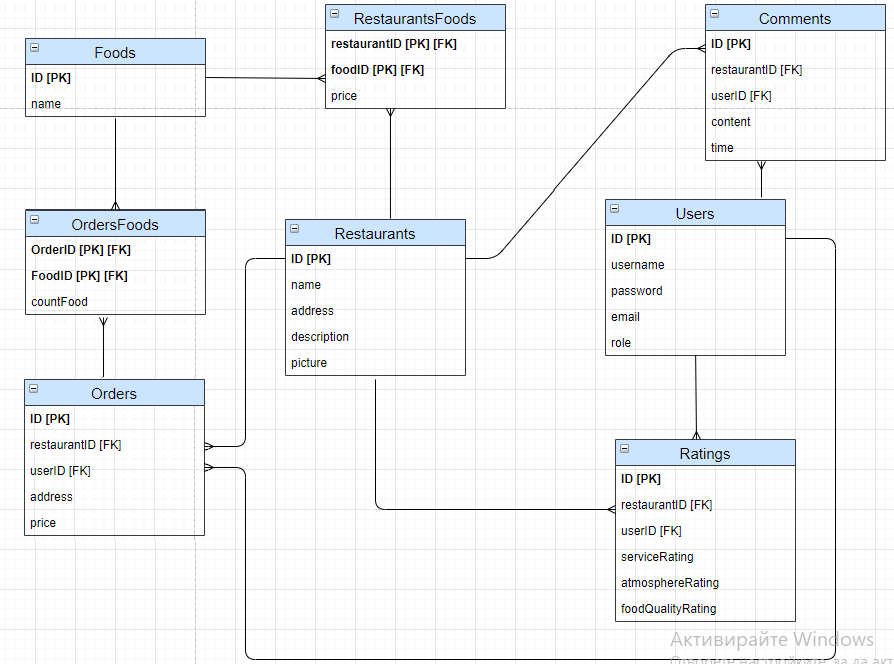 Foods
ID [PK]
name
RestaurantsFoods
restaurantID [PK] [FK]
foodID [PK] [FK]
price
Comments
ID [PK]
restaurantID [FK]
userID [FK]
content
time
OrdersFoods
OrderID [PK] [FK]
FoodID [PK] [FK]
countFood
Restaurants
ID [PK]
name
address
description
picture
Users
ID [PK]
username
password
email
role
Orders
ID [PK]
restaurantID [FK]
userID [FK]
address
price
Ratings
ID [PK]
restaurantID [FK]
userID [FK]
serviceRating
atmosphereRating
foodQualityRating
Активирайте Windows